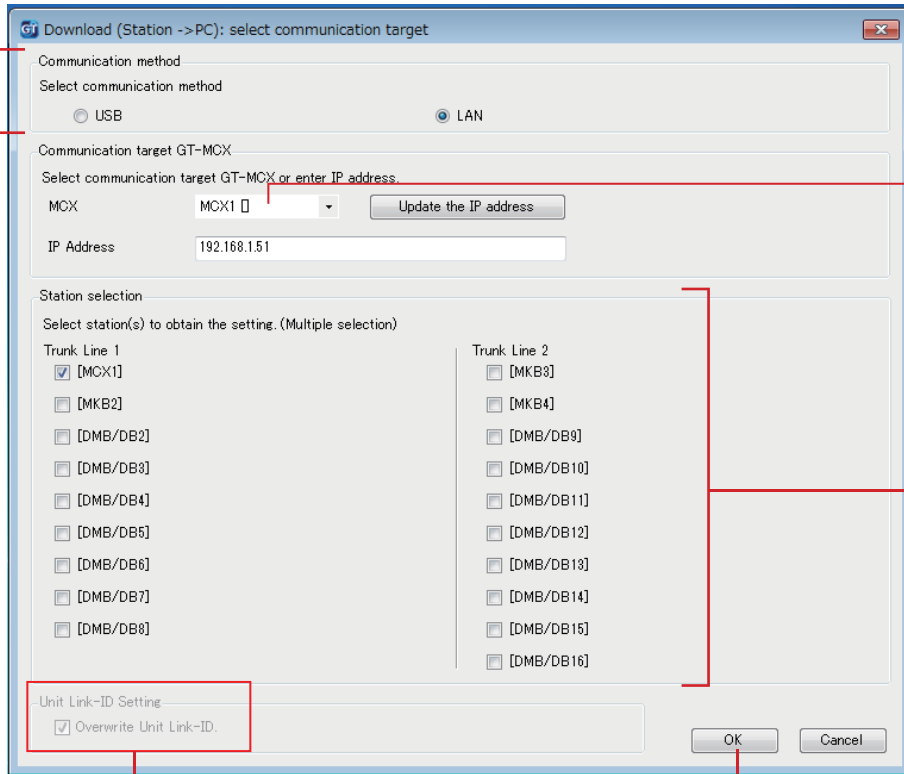 GT Download (Station ->PC): select communication target
Communication method
Select communication method
USB
LAN
Communication target GT-MCX
Select communication target GT-MCX or enter IP address.
MCX
MCX1 []
Update the IP address
IP Address
192.168.1.51
Station selection
Select station(s) to obtain the setting. (Multiple selection)
Trunk Line 1
[MCX1]
[MKB2]
[DMB/DB2]
[DMB/DB3]
[DMB/DB4]
[DMB/DB5]
[DMB/DB6]
[DMB/DB7]
[DMB/DB8]
Trunk Line 2
[MKB3]
[MKB4]
[DMB/DB9]
[DMB/DB10]
[DMB/DB11]
[DMB/DB12]
[DMB/DB13]
[DMB/DB14]
[DMB/DB15]
[DMB/DB16]
Unit Link-ID Setting
Overwrite Unit Link-ID.
OK
Cancel